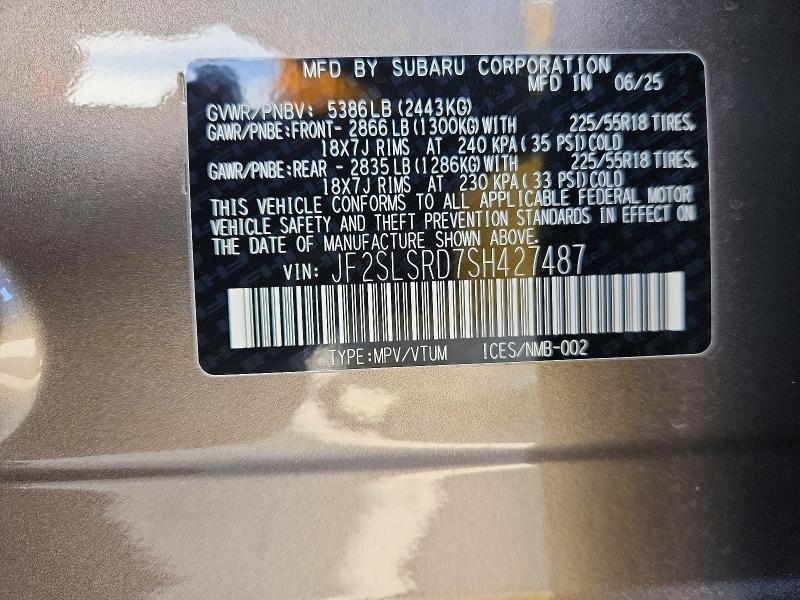 MFD BY SUBARU CORPORATION
MFD IN 06/25
GVWR/PNBV: 5386LB (2443KG)
GAWR/PNBE:FRONT- 2866 LB (1300KG)WITH 225/55R18 TIRES,
18X7J RIMS AT 240 KPA (35 PSI)COLD
GAWR/PNBE:REAR - 2835 LB (1286KG)WITH 225/55R18 TIRES,
18X7J RIMS AT 230 KPA (33 PSI)COLD
THIS VEHICLE CONFORMS TO ALL APPLICABLE FEDERAL MOTOR
VEHICLE SAFETY AND THEFT PREVENTION STANDARDS IN EFFECT ON
THE DATE OF MANUFACTURE SHOWN ABOVE.
VIN: JF2SLSRD7SH427487
TYPE:MPV/VTUM ICES/NMB-002